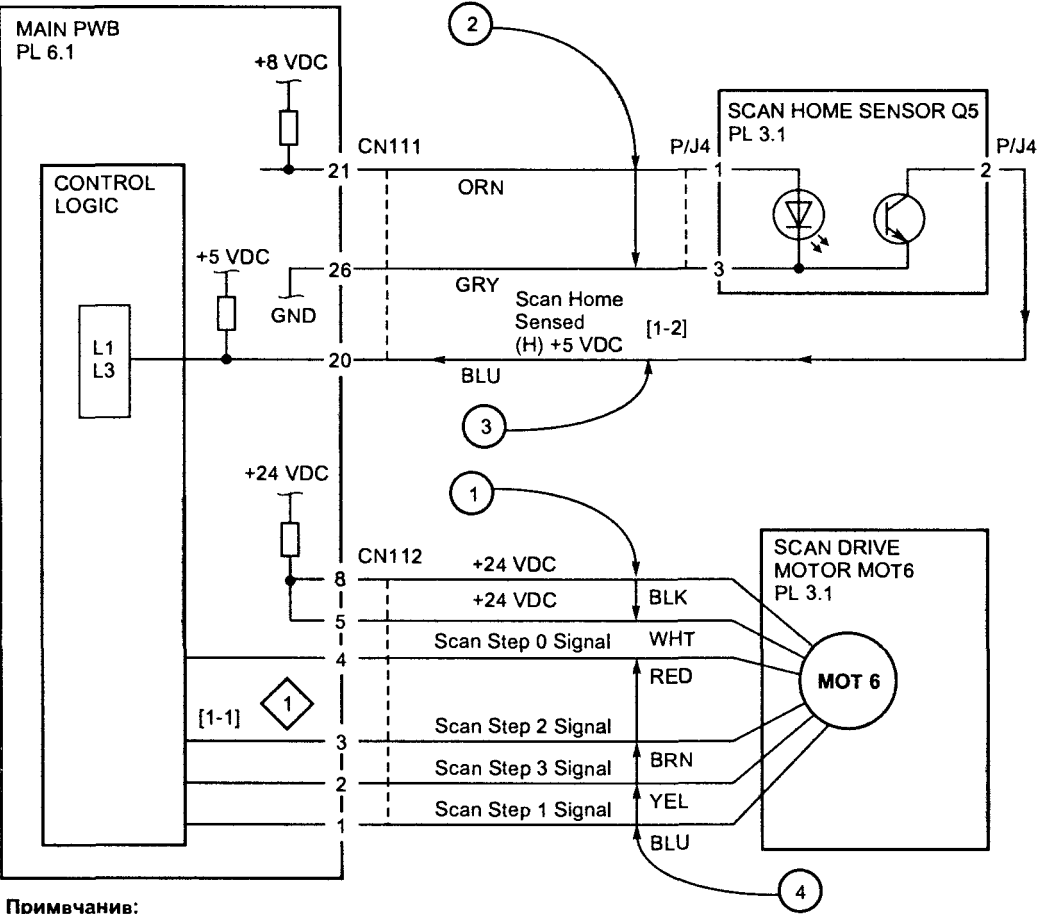 MAIN PWB
PL 6.1
+8 VDC
2
SCAN HOME SENSOR Q5
PL 3.1
CN111
P/J4
P/J4
21
1
2
ORN
CONTROL
LOGIC
+5 VDC
26
3
GRY
GND
Scan Home
Sensed
(H) +5 VDC
[1-2]
L1
L3
20
BLU
3
+24 VDC
1
CN112
SCAN DRIVE
MOTOR MOT6
PL 3.1
+24 VDC
8
BLK
+24 VDC
5
WHT
Scan Step 0 Signal
4
RED
MOT 6
1
[1-1]
Scan Step 2 Signal
3
BRN
Scan Step 3 Signal
2
YEL
Scan Step 1 Signal
1
BLU
4
Примвчанив: